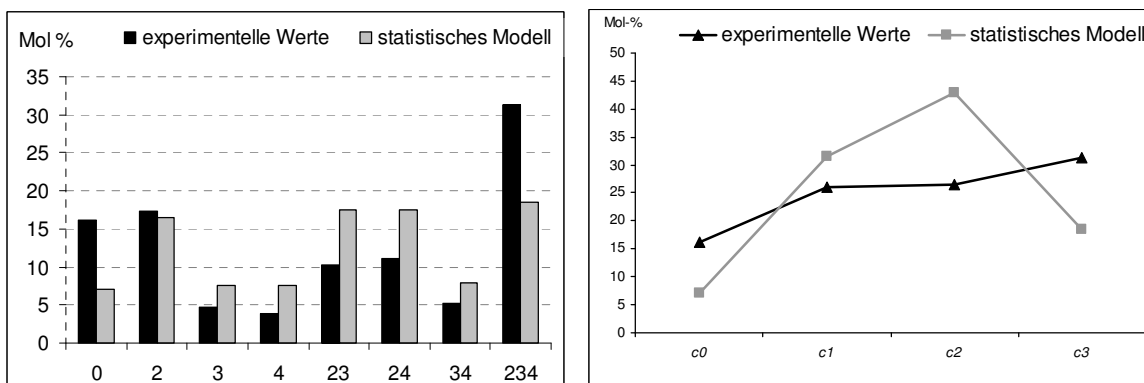 Mol %
experimentelle Werte
statistisches Modell
35
30
25
20
15
10
5
0
0 2 3 4 23 24 34 234
Mol-%
experimentelle Werte
statistisches Modell
50
45
40
35
30
25
20
15
10
5
0
c0 c1 c2 c3